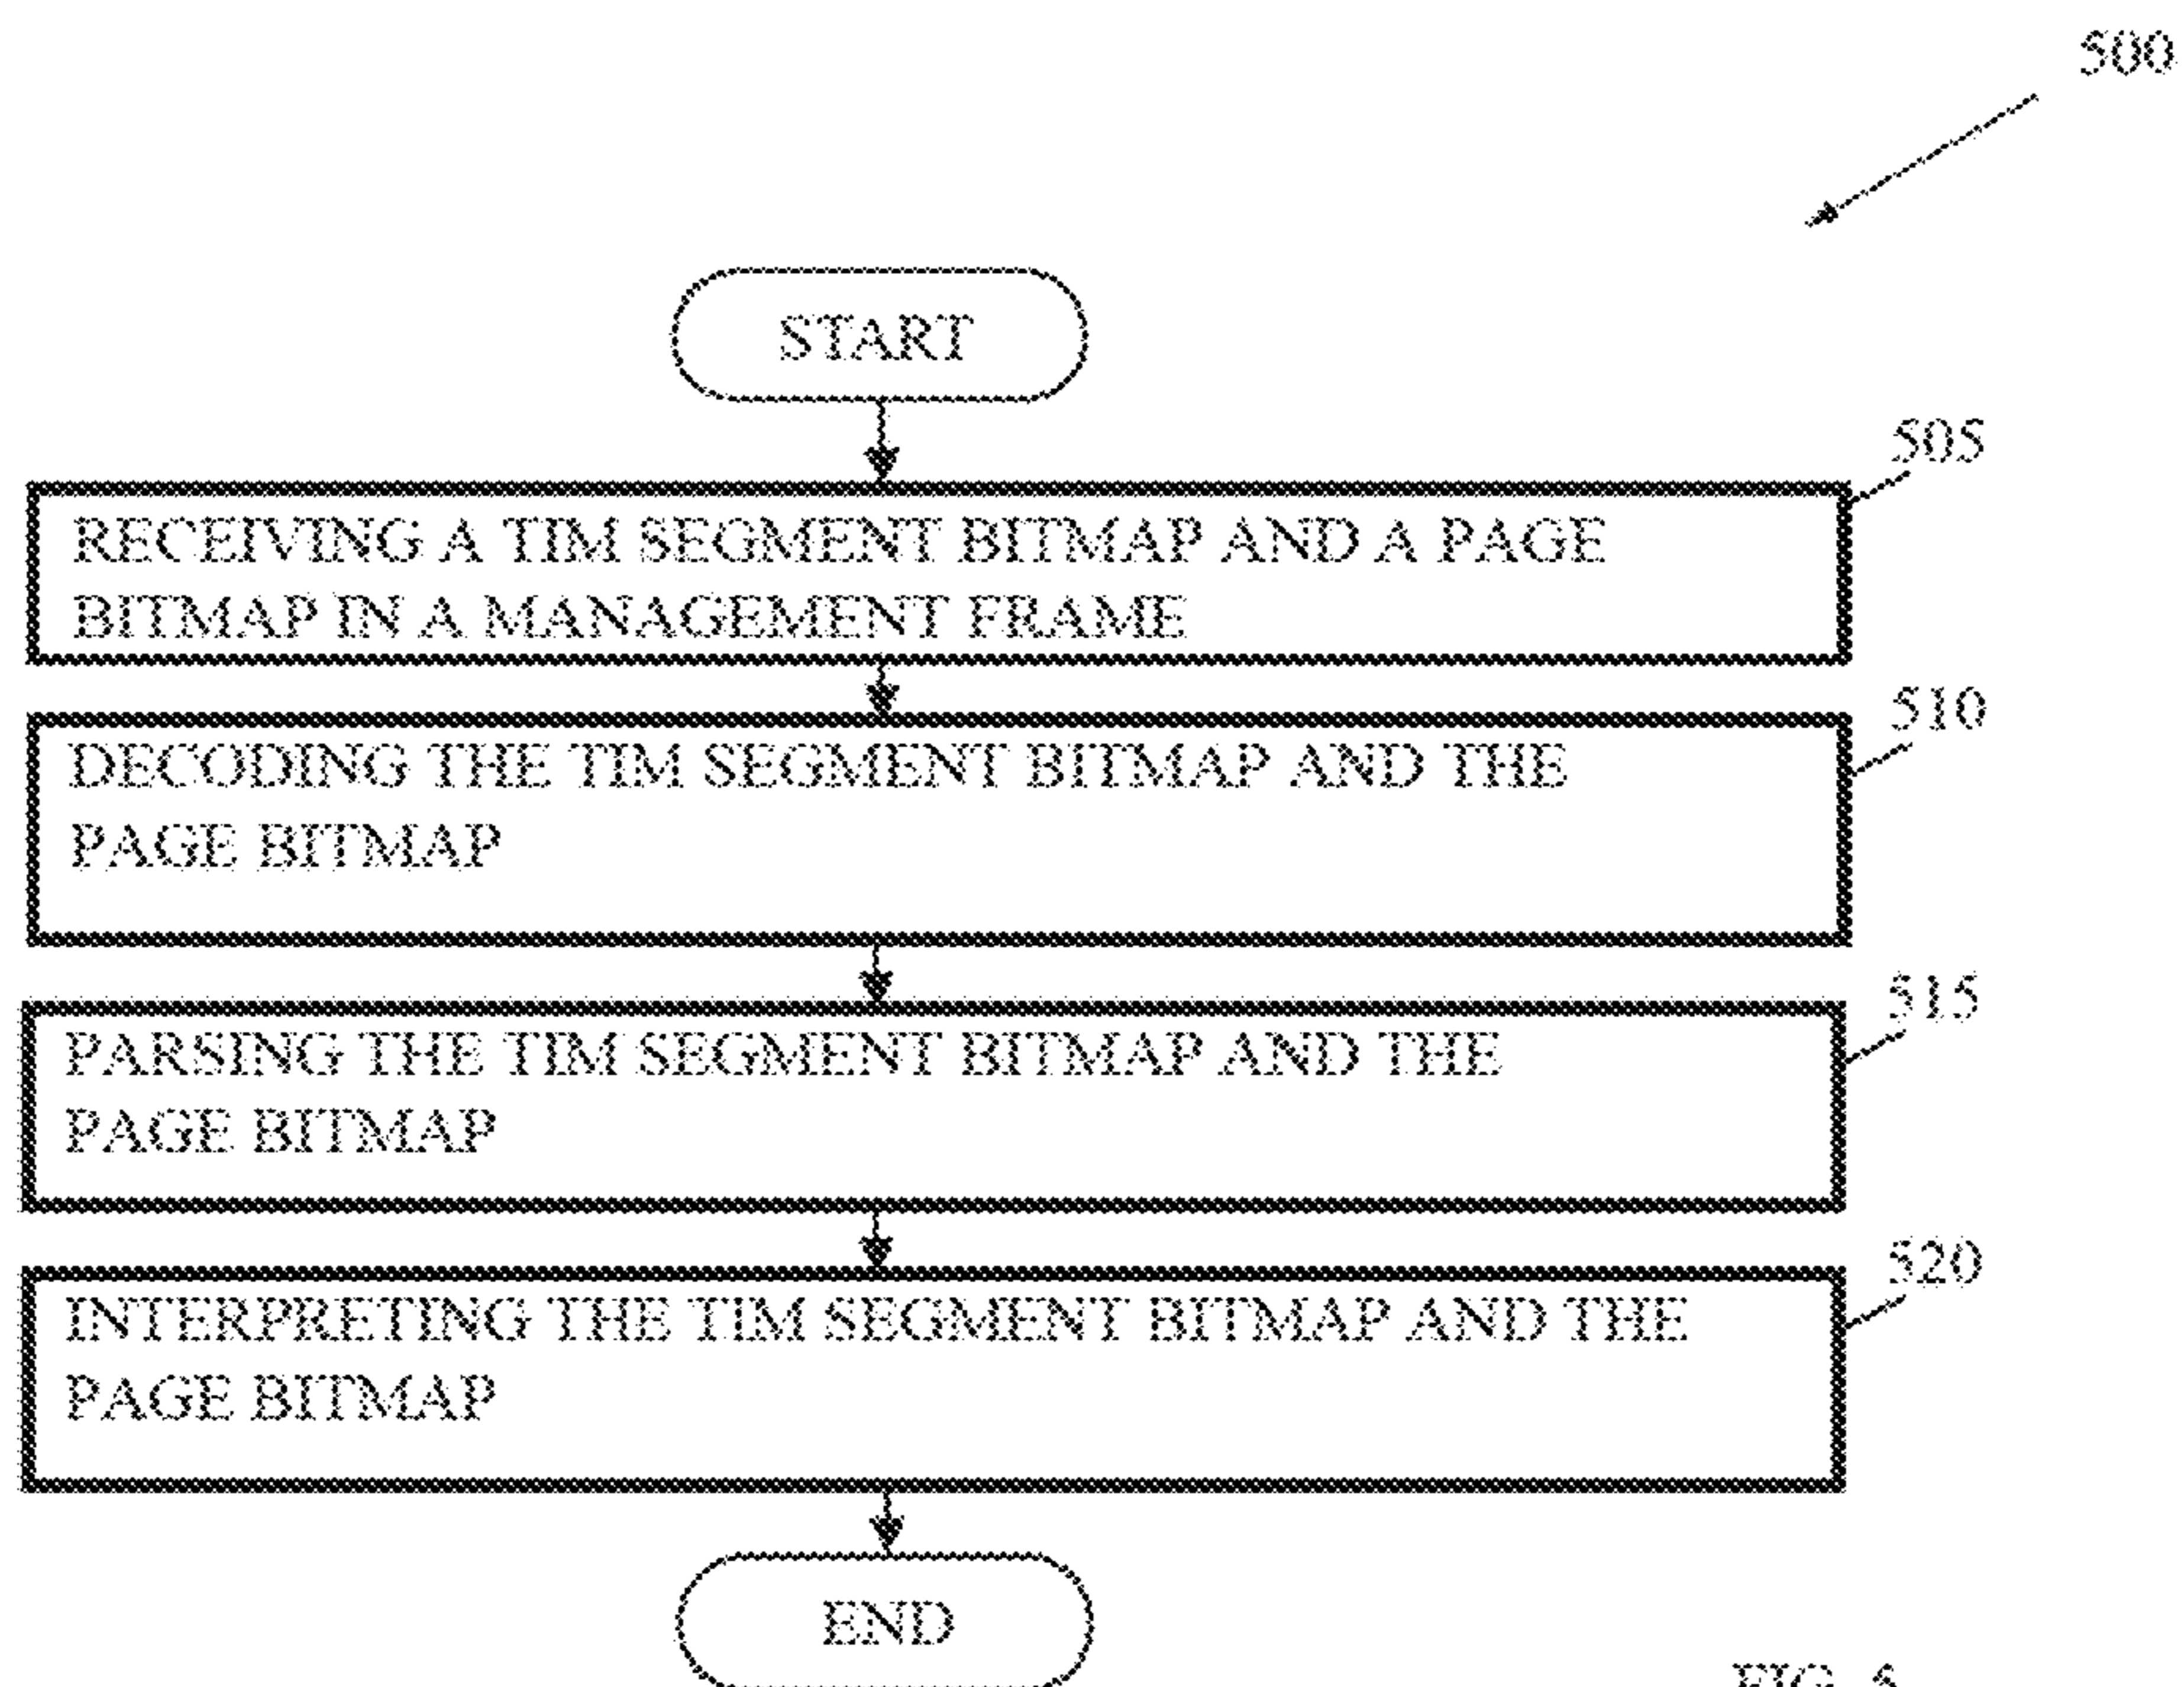 500
START
505
RECEIVING A TIM SEGMENT BITMAP AND A PAGE
BITMAP IN A MANAGEMENT FRAME
510
DECODING THE TIM SEGMENT BITMAP AND THE
PAGE BITMAP
515
PARSING THE TIM SEGMENT BITMAP AND THE
PAGE BITMAP
520
INTERPRETING THE TIM SEGMENT BITMAP AND THE
PAGE BITMAP
END
FIG. 5